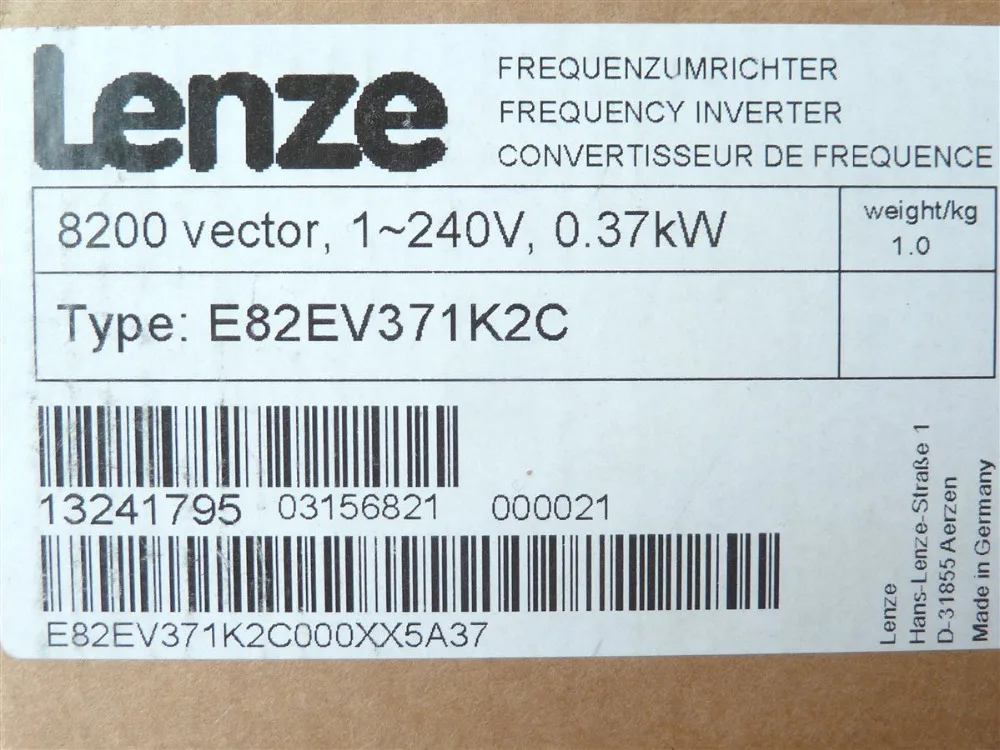 Lenze
FREQUENZUMRICHTER
FREQUENCY INVERTER
CONVERTISSEUR DE FREQUENCE
8200 vector, 1~240V, 0.37kW
weight/kg
1.0
Type: E82EV371K2C
13241795 03156821 000021
E82EV371K2C000XX5A37
Lenze
Hans-Lenze-Straße 1
D-31855 Aerzen
Made in Germany